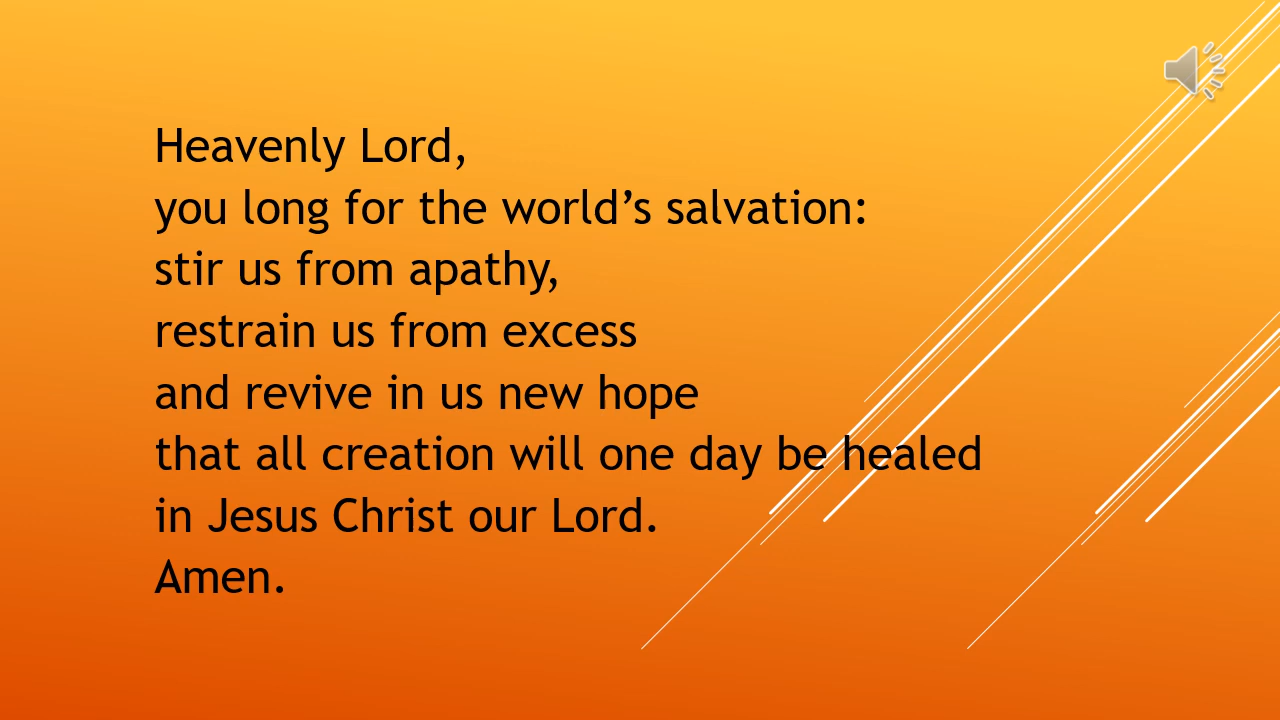 Heavenly Lord,
you long for the world’s salvation:
stir us from apathy,
restrain us from excess
and revive in us new hope
that all creation will one day be healed
in Jesus Christ our Lord.
Amen.